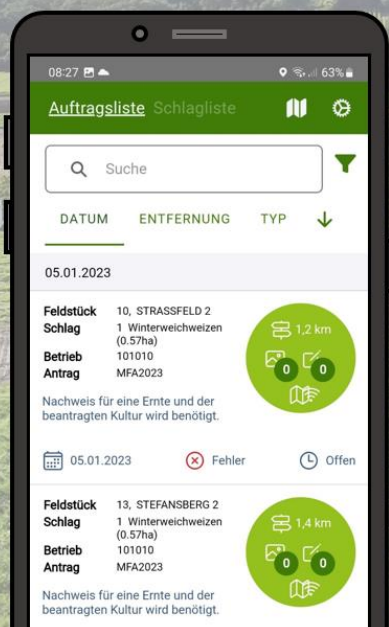 08:27 63%
Auftragsliste Schlagliste
Suche
DATUM ENTFERNUNG TYP
05.01.2023
Feldstück 10, STRASSFELD 2
Schlag 1 Winterweichweizen
(0.57ha)
Betrieb 101010
Antrag MFA2023
1,2 km
0 0
Nachweis für eine Ernte und der
beantragten Kultur wird benötigt.
05.01.2023 Fehler Offen
Feldstück 13, STEFANSBERG 2
Schlag 1 Winterweichweizen
(0.57ha)
Betrieb 101010
Antrag MFA2023
1,4 km
0 0
Nachweis für eine Ernte und der
beantragten Kultur wird benötigt.